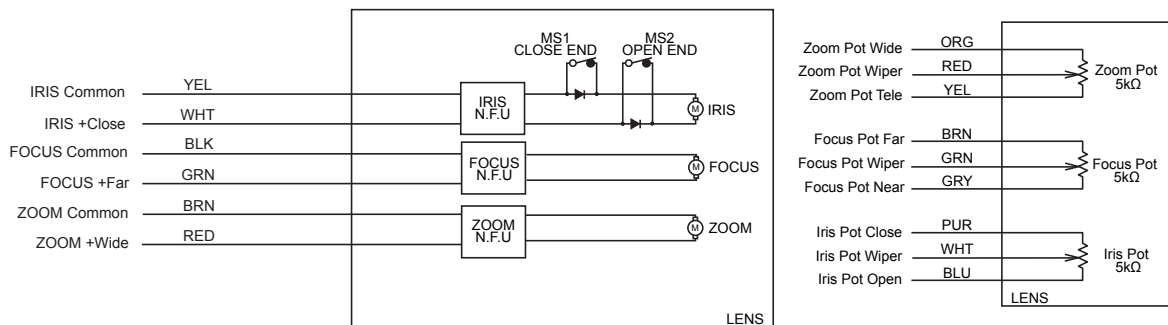 MS1
CLOSE END
MS2
OPEN END
IRIS Common YEL
IRIS +Close WHT
IRIS
N.F.U
M IRIS
FOCUS Common BLK
FOCUS +Far GRN
FOCUS
N.F.U
M FOCUS
ZOOM Common BRN
ZOOM +Wide RED
ZOOM
N.F.U
M ZOOM
LENS
Zoom Pot Wide ORG
Zoom Pot Wiper RED
Zoom Pot Tele YEL
Zoom Pot
5kΩ
Focus Pot Far BRN
Focus Pot Wiper GRN
Focus Pot Near GRY
Focus Pot
5kΩ
Iris Pot Close PUR
Iris Pot Wiper WHT
Iris Pot Open BLU
Iris Pot
5kΩ
LENS